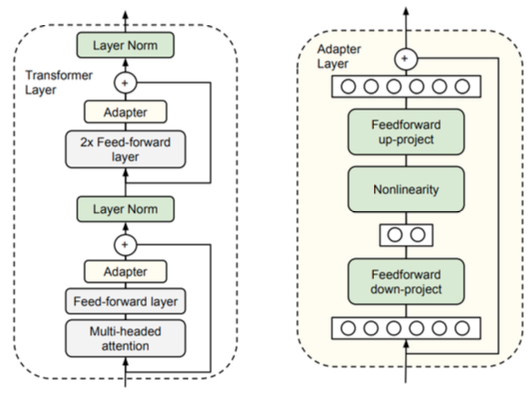 Transformer
Layer
Layer Norm
+
Adapter
2x Feed-forward
layer
Layer Norm
+
Adapter
Feed-forward layer
Multi-headed
attention
Adapter
Layer
+
Feedforward
up-project
Nonlinearity
Feedforward
down-project